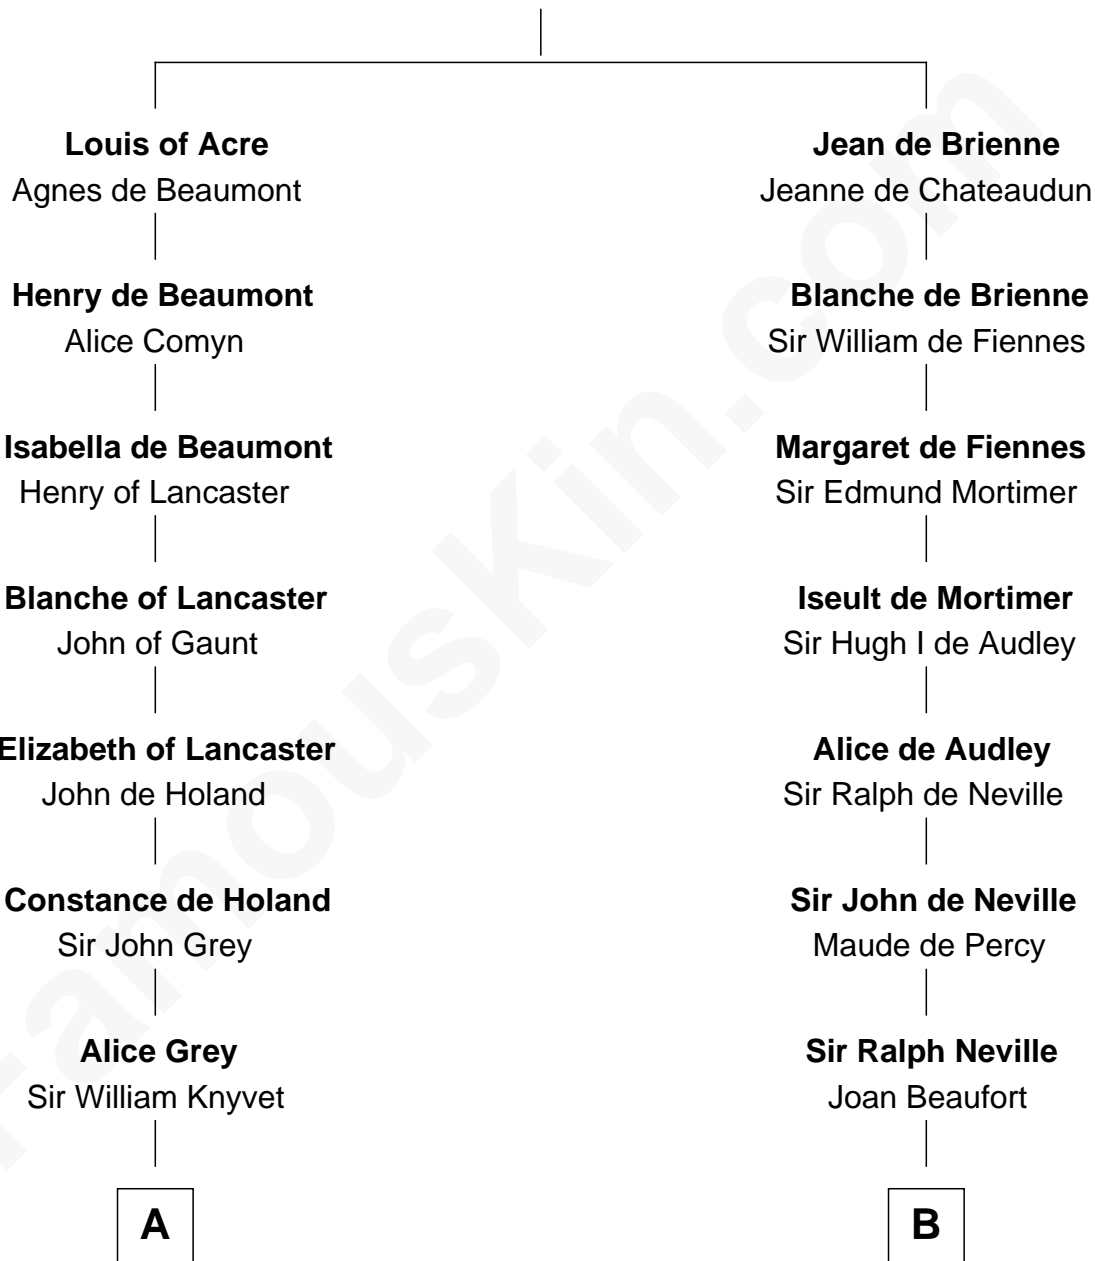 Louis of Acre
Agnes de Beaumont
Henry de Beaumont
Alice Comyn
Isabella de Beaumont
Henry of Lancaster
Blanche of Lancaster
John of Gaunt
Elizabeth of Lancaster
John de Holand
Constance de Holand
Sir John Grey
Alice Grey
Sir William Knyvet
A
Jean de Brienne
Jeanne de Chateaudun
Blanche de Brienne
Sir William de Fiennes
Margaret de Fiennes
Sir Edmund Mortimer
Iseult de Mortimer
Sir Hugh I de Audley
Alice de Audley
Sir Ralph de Neville
Sir John de Neville
Maude de Percy
Sir Ralph Neville
Joan Beaufort
B
FamousKin.com